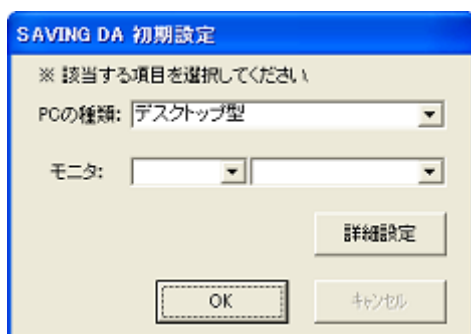 SAVING DA 初期設定
※ 該当する項目を選択してください
PCの種類: デスクトップ型
モニタ:
詳細設定
OK キャンセル